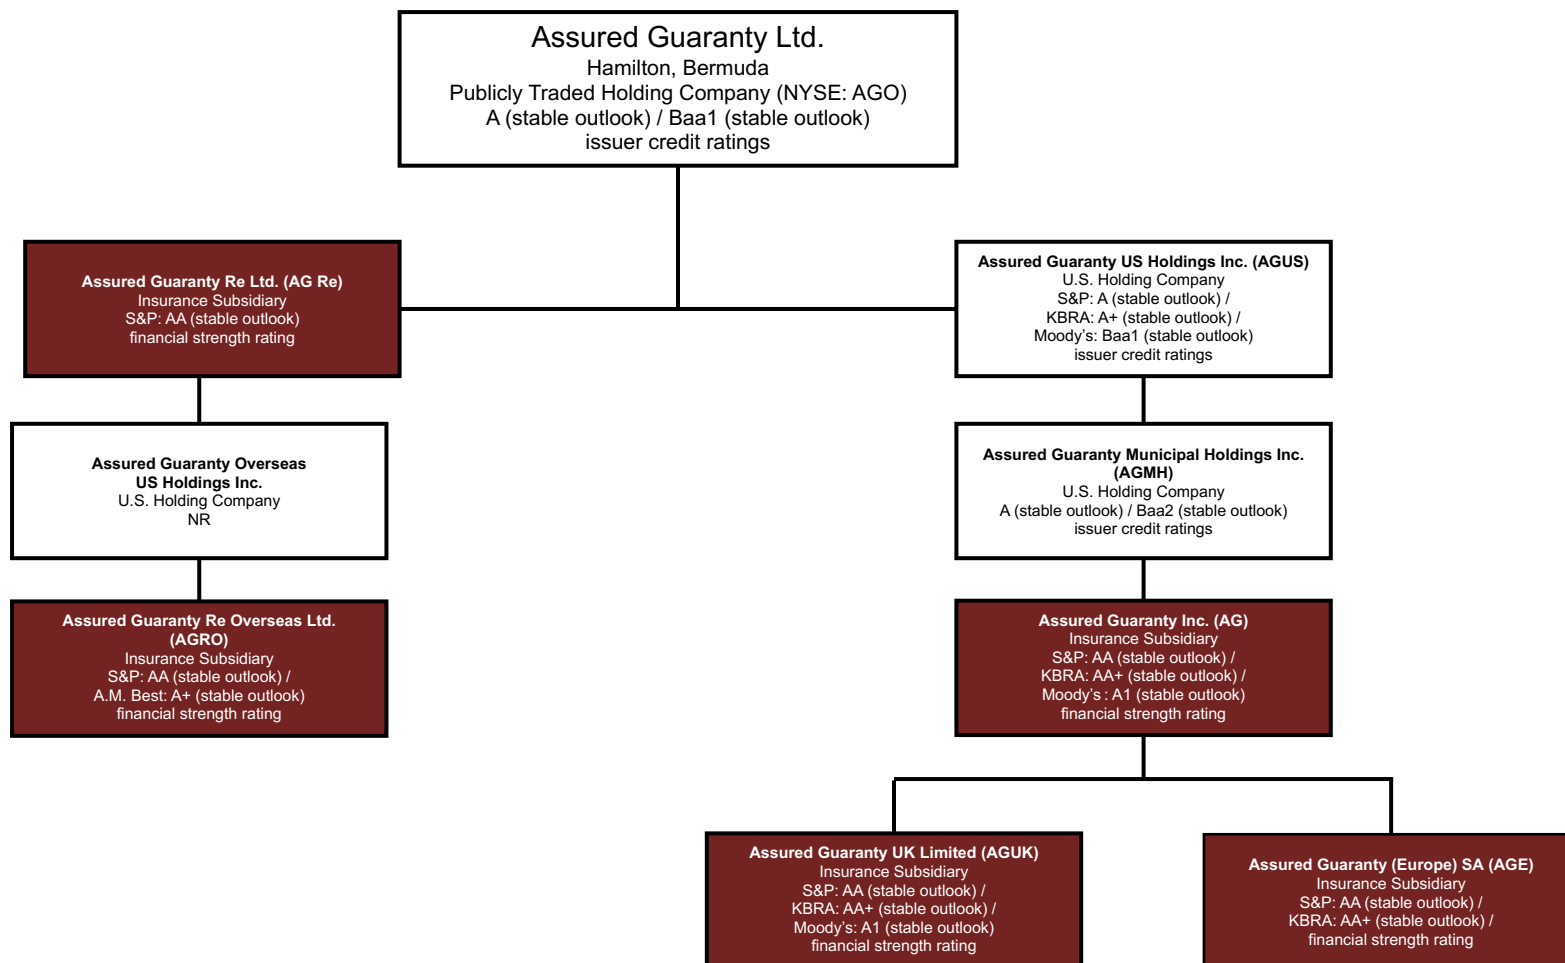 Assured Guaranty Ltd.
Hamilton, Bermuda
Publicly Traded Holding Company (NYSE: AGO)
A (stable outlook) / Baa1 (stable outlook)
issuer credit ratings
Assured Guaranty Re Ltd. (AG Re)
Insurance Subsidiary
S&P: AA (stable outlook)
financial strength rating
Assured Guaranty US Holdings Inc. (AGUS)
U.S. Holding Company
S&P: A (stable outlook) /
KBRA: A+ (stable outlook) /
Moody’s: Baa1 (stable outlook)
issuer credit ratings
Assured Guaranty Overseas
US Holdings Inc.
U.S. Holding Company
NR
Assured Guaranty Municipal Holdings Inc.
(AGMH)
U.S. Holding Company
A (stable outlook) / Baa2 (stable outlook)
issuer credit ratings
Assured Guaranty Re Overseas Ltd.
(AGRO)
Insurance Subsidiary
S&P: AA (stable outlook) /
A.M. Best: A+ (stable outlook)
financial strength rating
Assured Guaranty Inc. (AG)
Insurance Subsidiary
S&P: AA (stable outlook) /
KBRA: AA+ (stable outlook) /
Moody’s : A1 (stable outlook)
financial strength rating
Assured Guaranty UK Limited (AGUK)
Insurance Subsidiary
S&P: AA (stable outlook) /
KBRA: AA+ (stable outlook) /
Moody’s: A1 (stable outlook)
financial strength rating
Assured Guaranty (Europe) SA (AGE)
Insurance Subsidiary
S&P: AA (stable outlook) /
KBRA: AA+ (stable outlook) /
financial strength rating